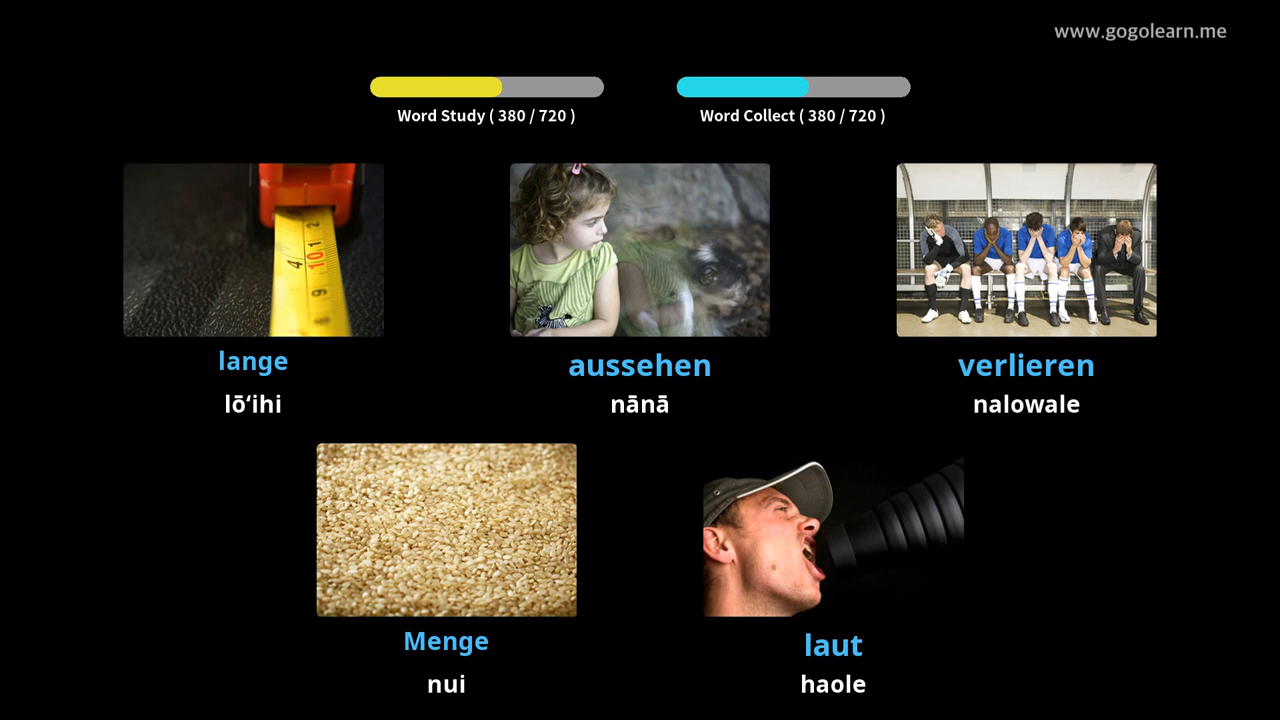 www.gogolearn.me
Word Study ( 380 / 720 )
Word Collect ( 380 / 720 )
lange
lōʻihi
aussehen
nānā
verlieren
nalowale
Menge
nui
laut
haole